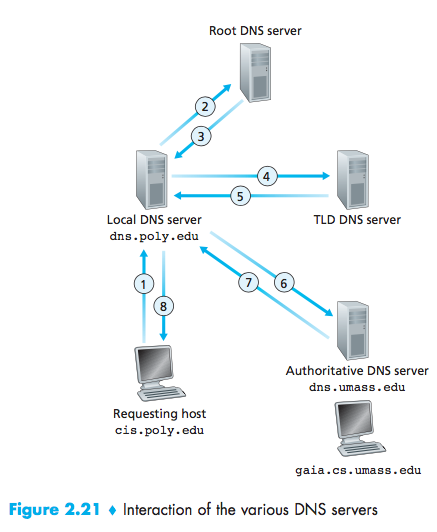 Root DNS server
2
3
4
5
Local DNS server
dns.poly.edu
TLD DNS server
1
8
7
6
Authoritative DNS server
dns.umass.edu
Requesting host
cis.poly.edu
gaia.cs.umass.edu
Figure 2.21 ♦ Interaction of the various DNS servers